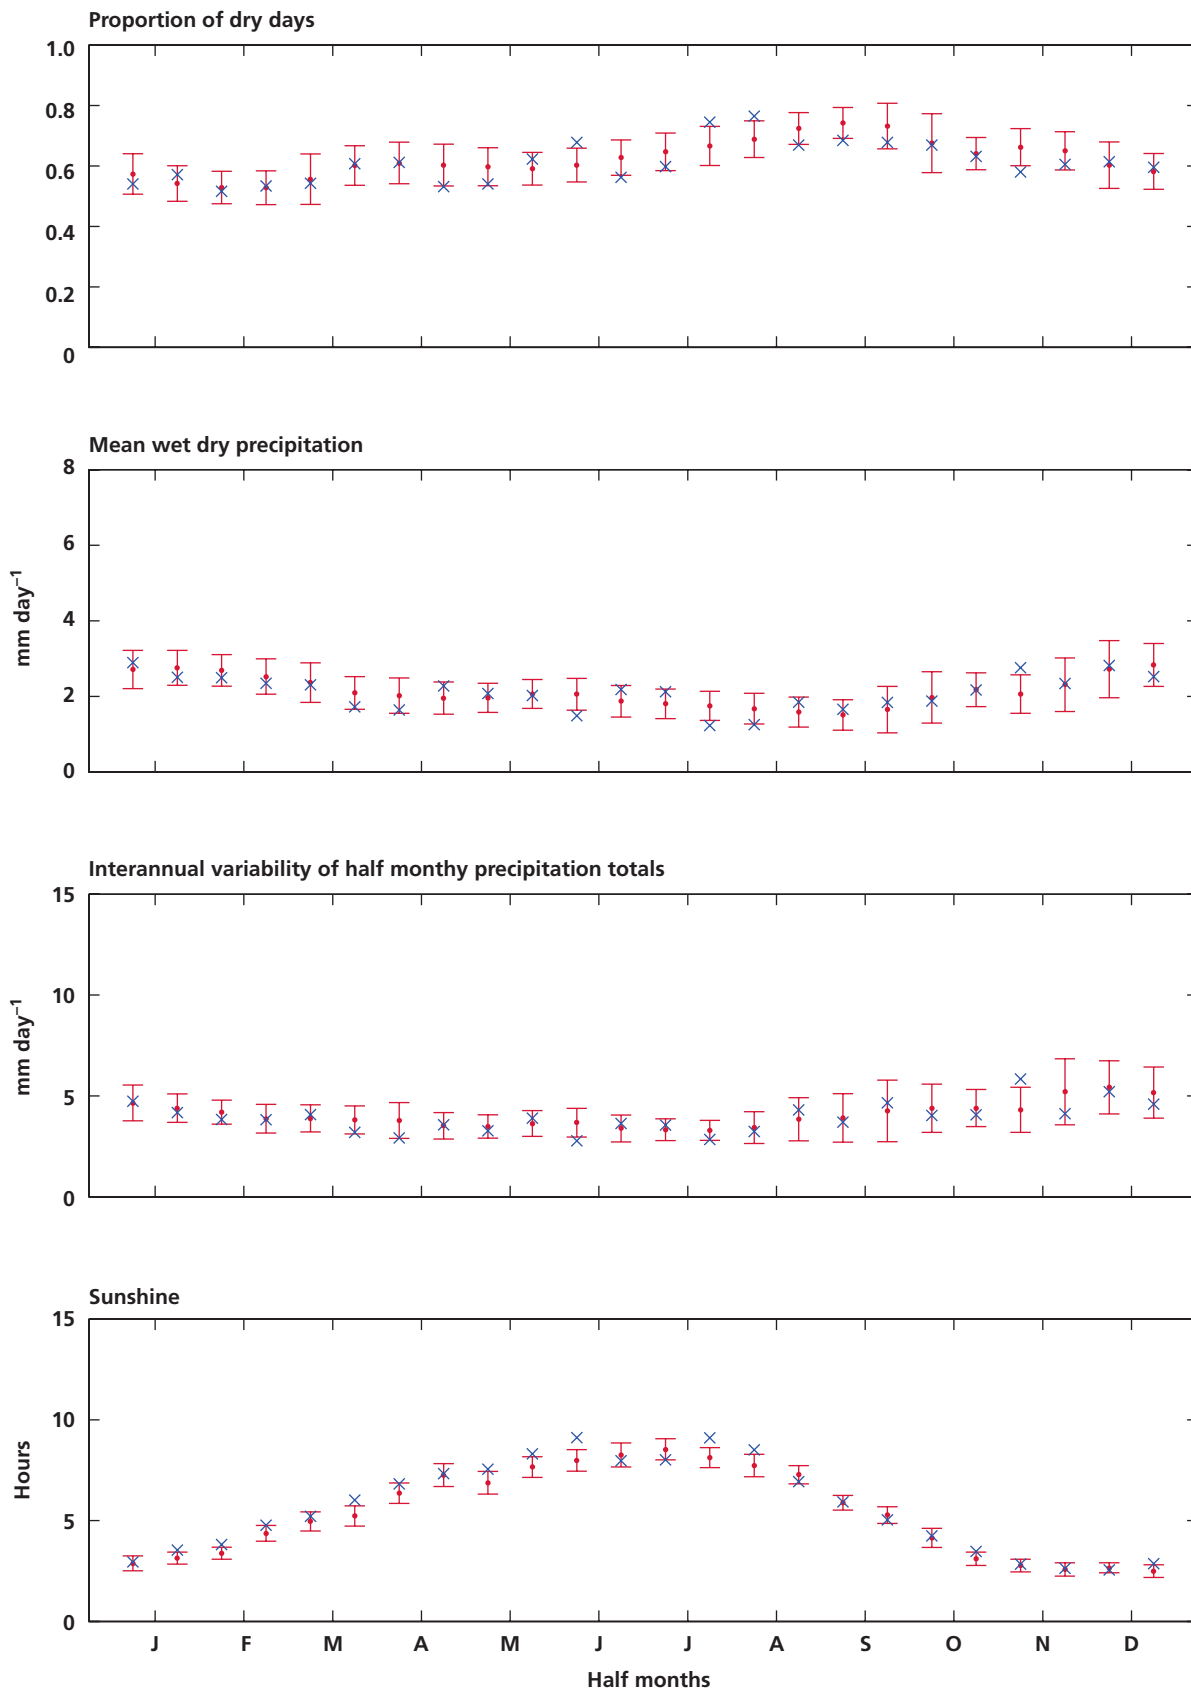 Proportion of dry days
1.0
0.8
0.6
0.4
0.2
0
Mean wet dry precipitation
8
6
4
2
0
mm day⁻¹
Interannual variability of half monthy precipitation totals
15
10
5
0
mm day⁻¹
Sunshine
15
10
5
0
Hours
J F M A M J J A S O N D
Half months